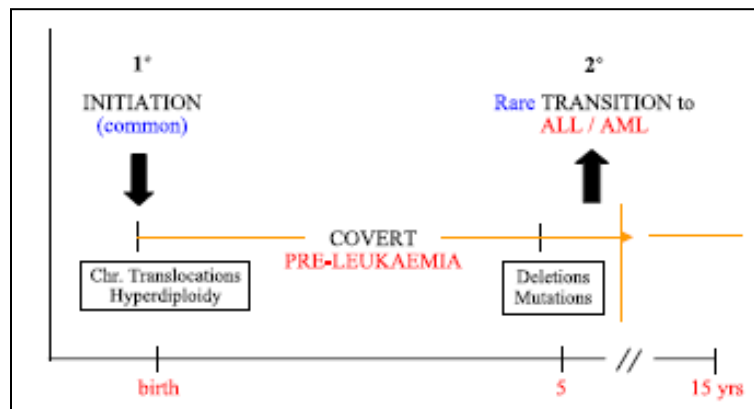 1°
INITIATION
(common)
2°
Rare TRANSITION to
ALL / AML
COVERT
PRE-LEUKAEMIA
Chr. Translocations
Hyperdiploidy
Deletions
Mutations
birth
5
//
15 yrs